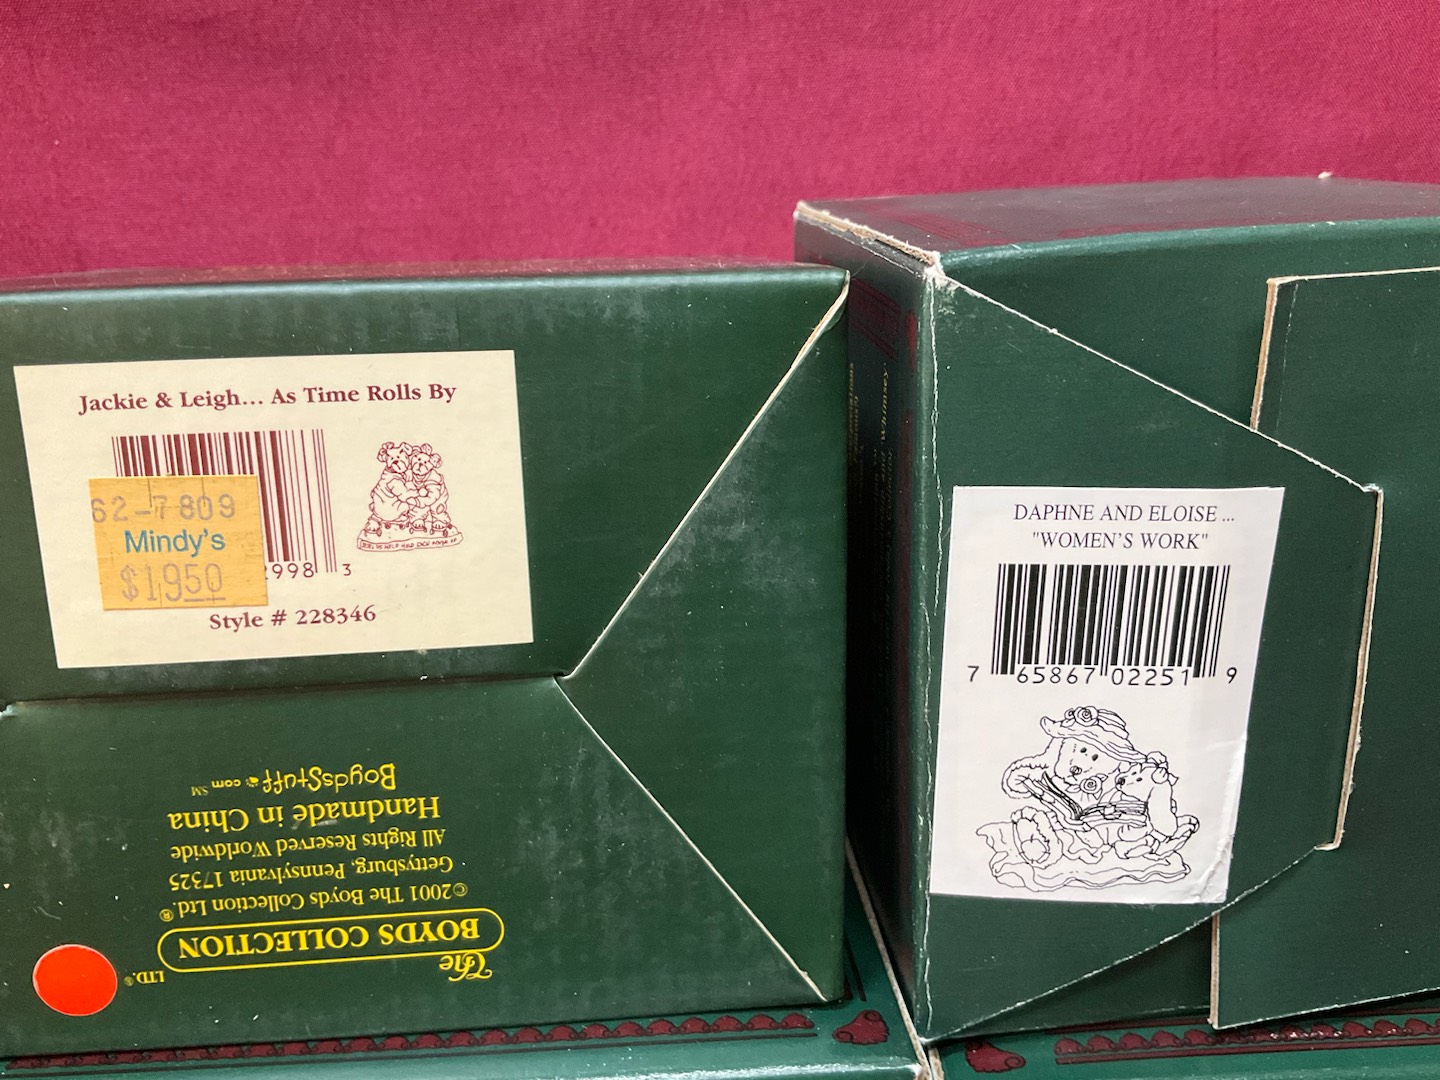 Jackie & Leigh... As Time Rolls By
62-7809
Mindy's
$1950
2998 3
Style # 228346
The
BOYDS COLLECTION
LTD.®
©2001 The Boyds Collection Ltd.®
Gettysburg, Pennsylvania 17325
All Rights Reserved Worldwide
Handmade in China
BoydsStuff.com SM
DAPHNE AND ELOISE ...
"WOMEN'S WORK"
7 65867 02251 9
Whimsey.